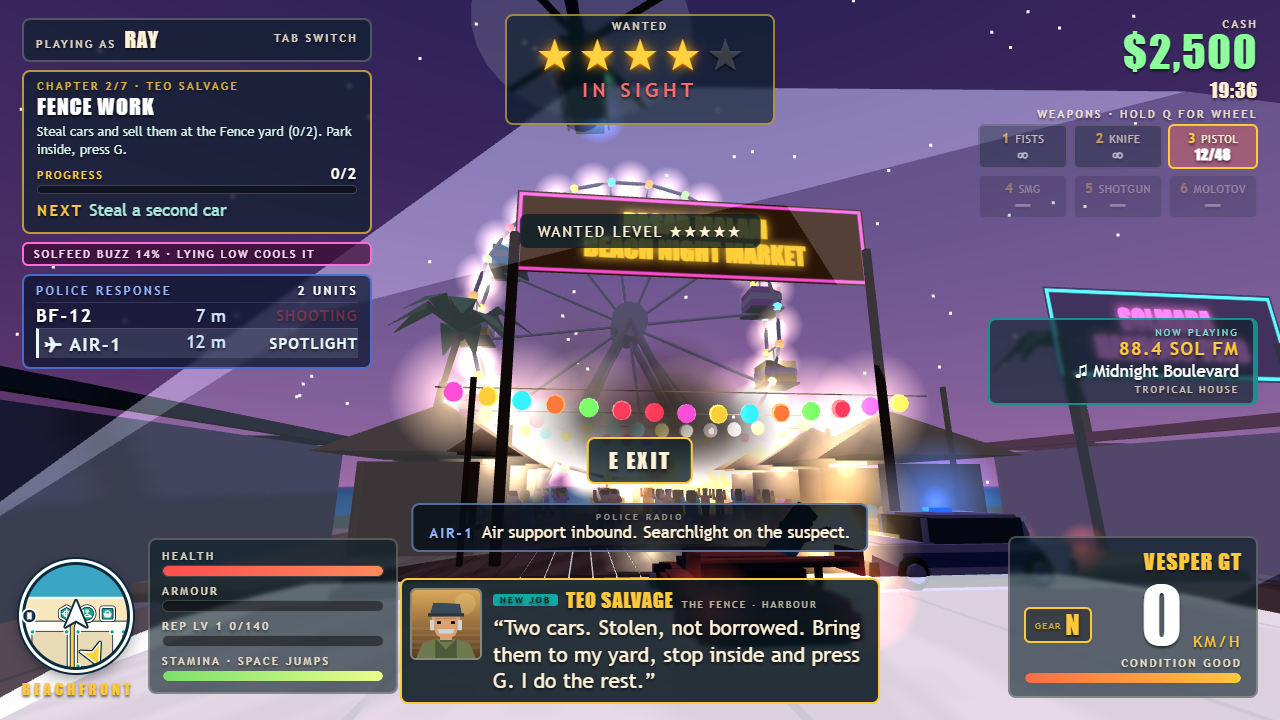 PLAYING AS RAY TAB SWITCH
CHAPTER 2/7 · TEO SALVAGE
FENCE WORK
Steal cars and sell them at the Fence yard (0/2). Park
inside, press G.
PROGRESS 0/2
NEXT Steal a second car
SOLFEED BUZZ 14% · LYING LOW COOLS IT
POLICE RESPONSE 2 UNITS
BF-12 7 m SHOOTING
AIR-1 12 m SPOTLIGHT
WANTED
IN SIGHT
WANTED LEVEL ★★★★★
BEACH NIGHT MARKET
CASH
$2,500
19:36
WEAPONS · HOLD Q FOR WHEEL
1 FISTS ∞
2 KNIFE ∞
3 PISTOL 12/48
4 SMG —
5 SHOTGUN —
6 MOLOTOV —
SOLMARA
NOW PLAYING
88.4 SOL FM
♫ Midnight Boulevard
TROPICAL HOUSE
E EXIT
POLICE RADIO
AIR-1 Air support inbound. Searchlight on the suspect.
NEW JOB TEO SALVAGE THE FENCE · HARBOUR
“Two cars. Stolen, not borrowed. Bring
them to my yard, stop inside and press
G. I do the rest.”
BEACHFRONT
HEALTH
ARMOUR
REP LV 1 0/140
STAMINA · SPACE JUMPS
VESPER GT
GEAR N
0 KM/H
CONDITION GOOD